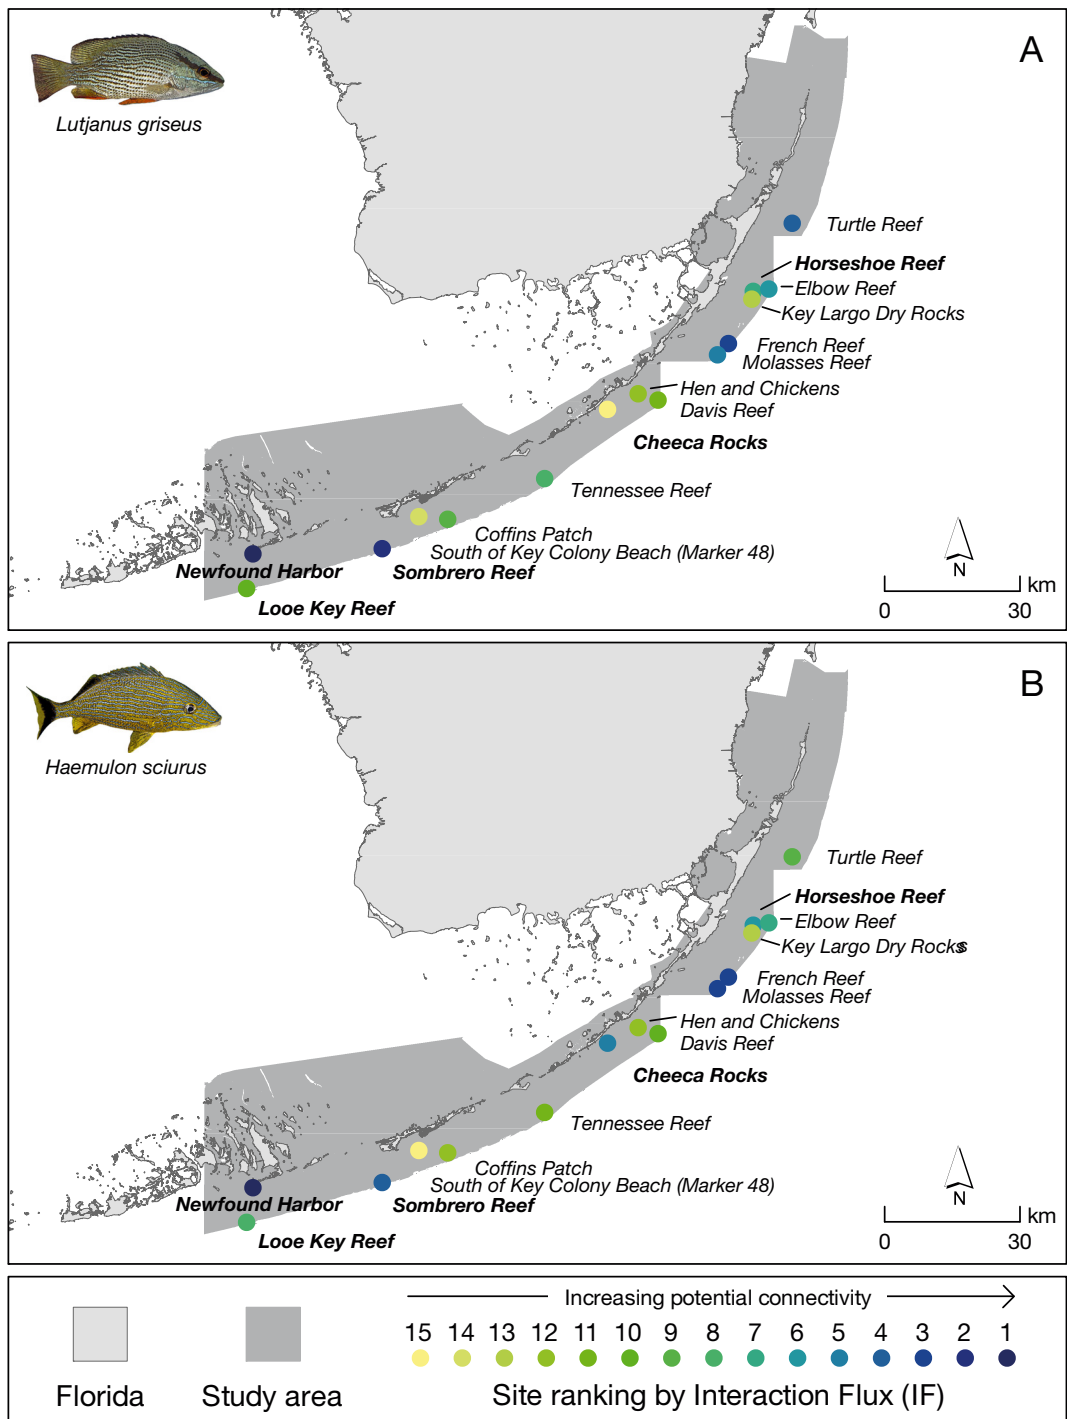 A
Lutjanus griseus
Turtle Reef
Horseshoe Reef
Elbow Reef
Key Largo Dry Rocks
French Reef
Molasses Reef
Hen and Chickens
Davis Reef
Cheeca Rocks
Tennessee Reef
Coffins Patch
South of Key Colony Beach (Marker 48)
Newfound Harbor
Sombrero Reef
Looe Key Reef
N
km
0 30
B
Haemulon sciurus
Turtle Reef
Horseshoe Reef
Elbow Reef
Key Largo Dry Rocks
French Reef
Molasses Reef
Hen and Chickens
Davis Reef
Cheeca Rocks
Tennessee Reef
Coffins Patch
South of Key Colony Beach (Marker 48)
Newfound Harbor
Sombrero Reef
Looe Key Reef
N
km
0 30
Increasing potential connectivity
15 14 13 12 11 10 9 8 7 6 5 4 3 2 1
Florida
Study area
Site ranking by Interaction Flux (IF)